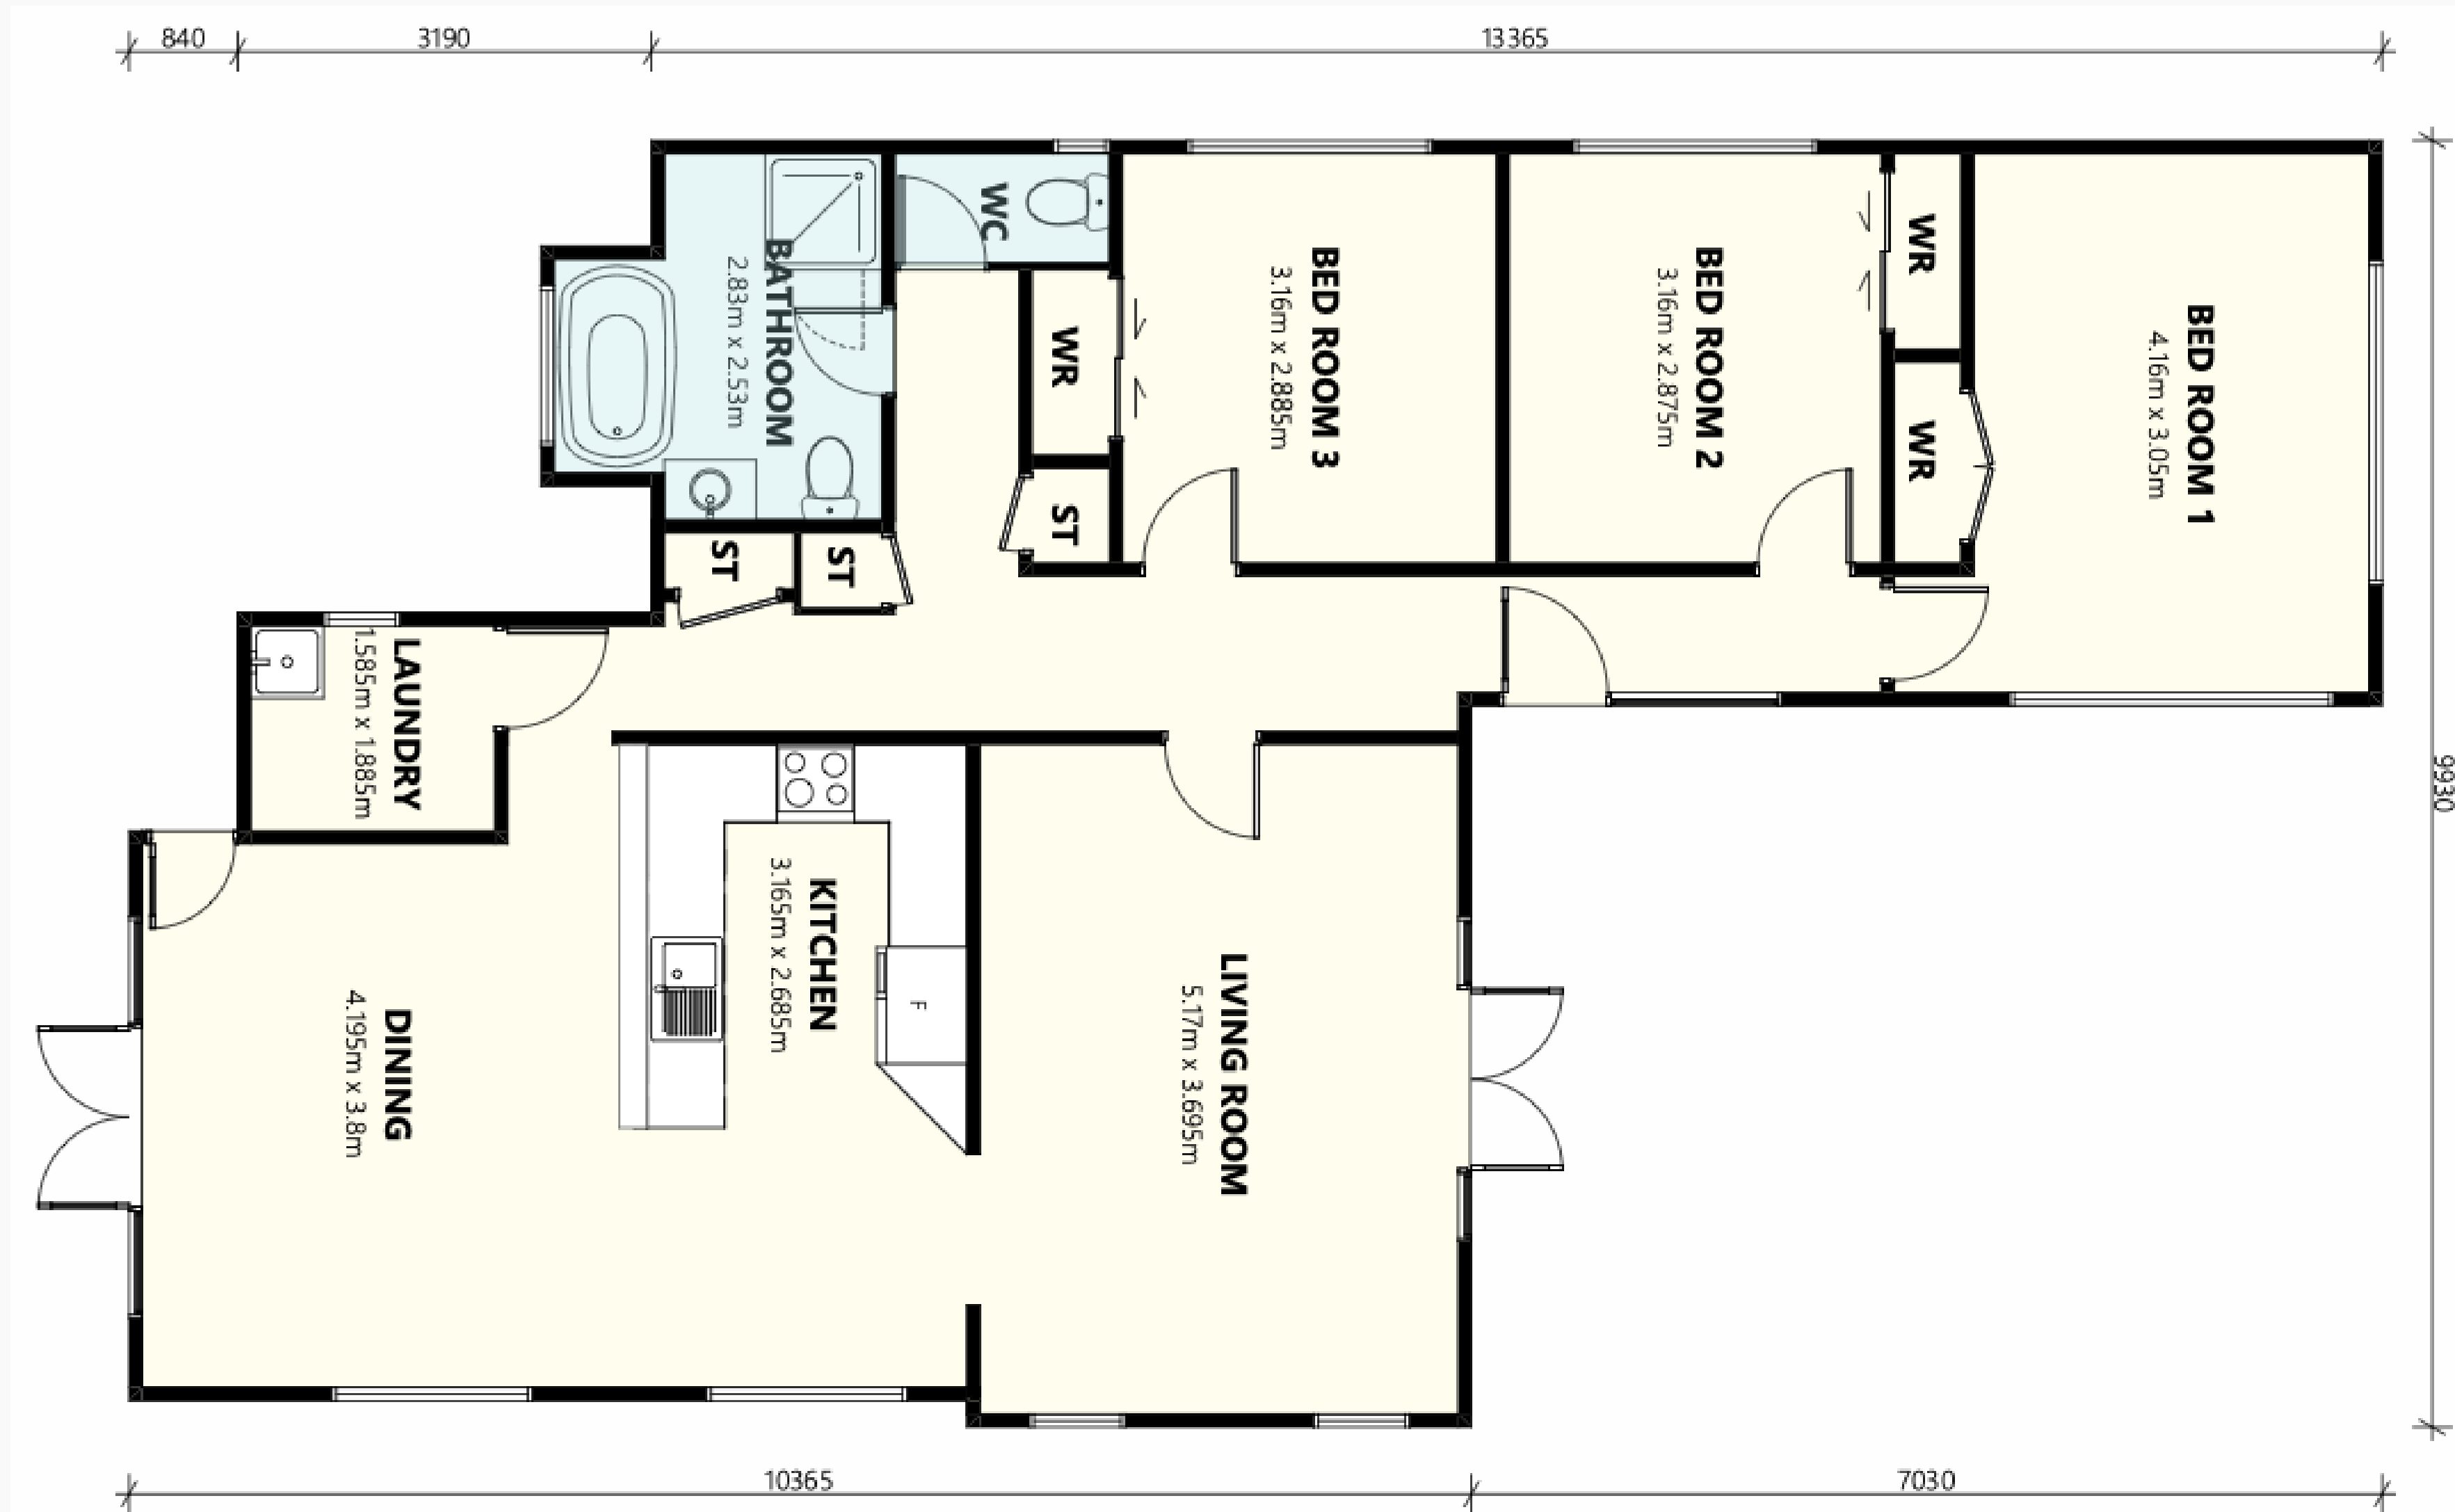 840
3190
13365
BATHROOM
2.83m x 2.53m
WC
BED ROOM 3
3.16m x 2.885m
BED ROOM 2
3.16m x 2.875m
WR
BED ROOM 1
4.16m x 3.05m
WR
WR
ST
ST
ST
LAUNDRY
1.585m x 1.885m
9930
KITCHEN
3.165m x 2.685m
F
LIVING ROOM
5.17m x 3.695m
DINING
4.195m x 3.8m
10365
7030